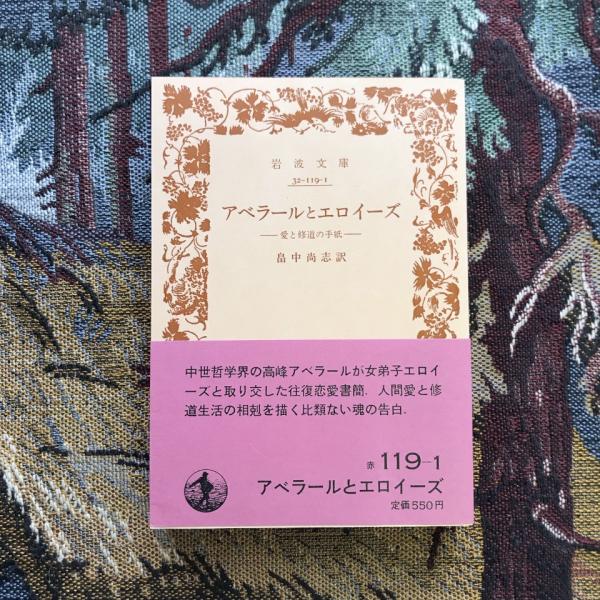 岩波文庫
32-119-1
アベラールとエロイーズ
——愛と修道の手紙——
畠中尚志訳
中世哲学界の高峰アベラールが女弟子エロイ
ーズと取り交した往復恋愛書簡．人間愛と修
道生活の相剋を描く比類ない魂の告白．
赤 119-1
アベラールとエロイーズ
定価550円